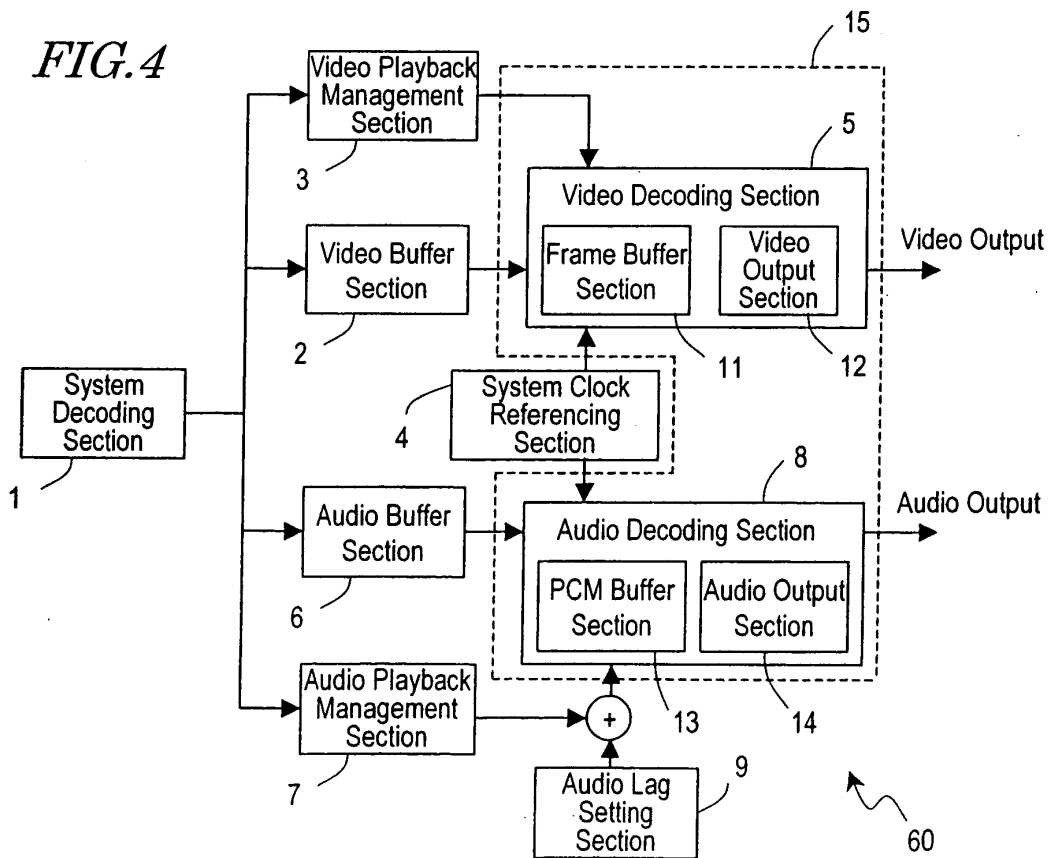 FIG.4
15
Video Playback
Management
Section
3
5
Video Decoding Section
Video Buffer
Section
2
Frame Buffer
Section
11
Video
Output
Section
12
Video Output
System
Decoding
Section
1
4
System Clock
Referencing
Section
8
Audio Buffer
Section
6
Audio Decoding Section
PCM Buffer
Section
13
Audio Output
Section
14
Audio Output
Audio Playback
Management
Section
7
+
Audio Lag
Setting
Section
9
60